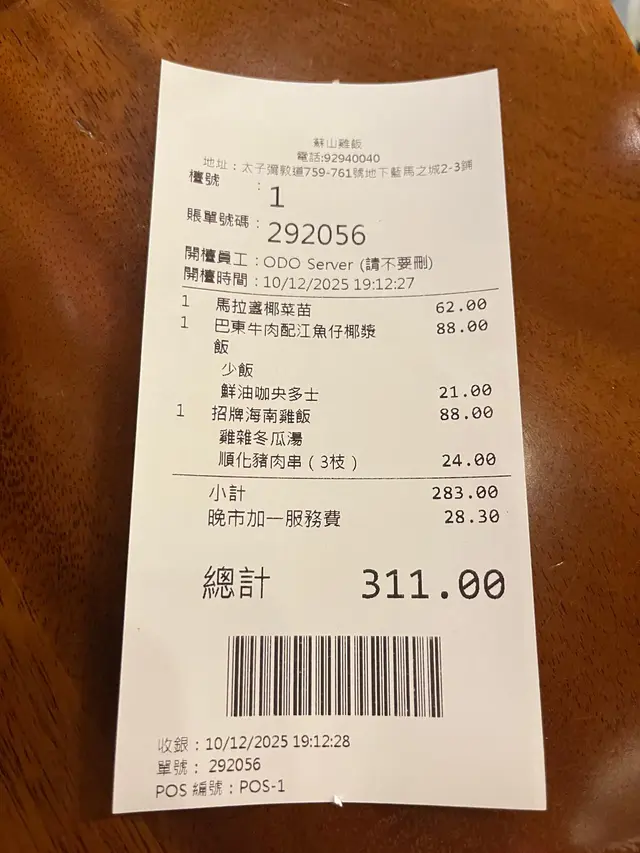 蘇山雞飯
電話:92940040
地址：太子彌敦道759-761號地下藍馬之城2-3鋪
檯號 : 1
賬單號碼 : 292056
開檯員工 : ODO Server (請不要刪)
開檯時間 : 10/12/2025 19:12:27
1 馬拉盞椰菜苗 62.00
1 巴東牛肉配江魚仔椰漿 88.00
飯
少飯
鮮油咖央多士 21.00
1 招牌海南雞飯 88.00
雞雜冬瓜湯
順化豬肉串 ( 3枝 ) 24.00
小計 283.00
晚市加一服務費 28.30
總計 311.00
收銀 : 10/12/2025 19:12:28
單號 : 292056
POS 編號 : POS-1